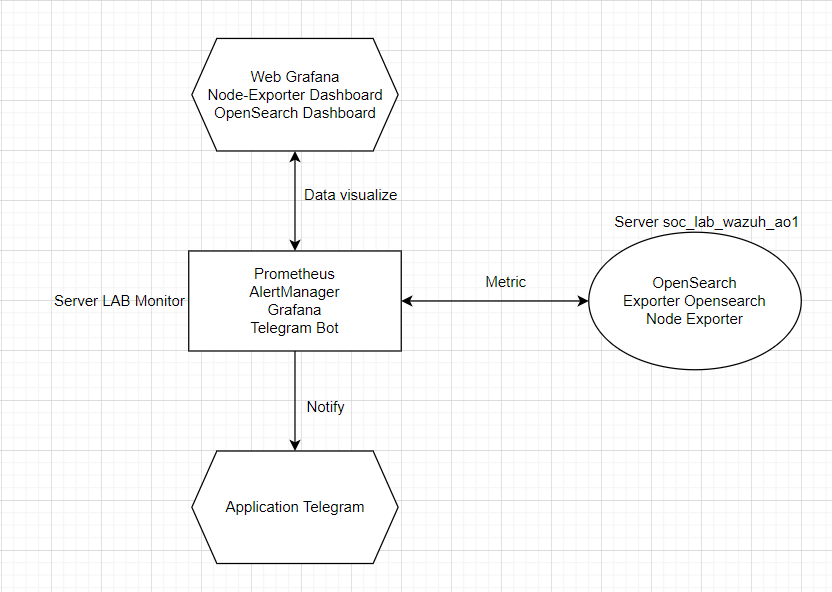 Web Grafana
Node-Exporter Dashboard
OpenSearch Dashboard
Data visualize
Server soc_lab_wazuh_ao1
Server LAB Monitor
Prometheus
AlertManager
Grafana
Telegram Bot
Metric
OpenSearch
Exporter Opensearch
Node Exporter
Notify
Application Telegram